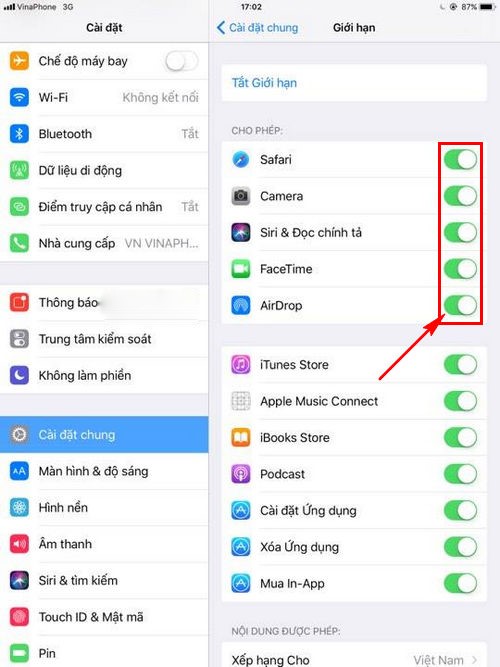 VinaPhone 3G
17:02
87%
Cài đặt
Cài đặt chung
Giới hạn
Chế độ máy bay
Wi-Fi
Không kết nối
Bluetooth
Tắt
Dữ liệu di động
Điểm truy cập cá nhân
Tắt
Nhà cung cấp
VN VINAPH...
Thông báo
Trung tâm kiểm soát
Không làm phiền
Cài đặt chung
Màn hình & độ sáng
Hình nền
Âm thanh
Siri & tìm kiếm
Touch ID & Mật mã
Pin
Tắt Giới hạn
CHO PHÉP:
Safari
Camera
Siri & Đọc chính tả
FaceTime
AirDrop
iTunes Store
Apple Music Connect
iBooks Store
Podcast
Cài đặt Ứng dụng
Xóa Ứng dụng
Mua In-App
NỘI DUNG ĐƯỢC PHÉP:
Xếp hạng Cho
Việt Nam